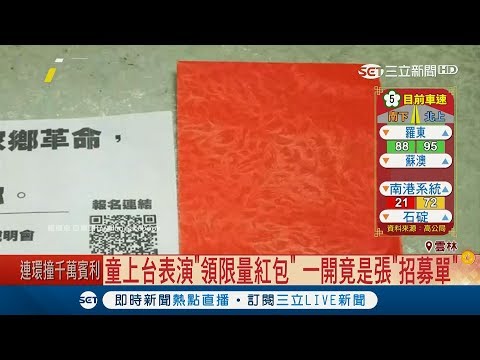 SET 三立新聞 HD
5 目前車速
南下 北上
羅東
88 95
蘇澳
南港系統
21 72
石碇
資料來源:高公局
家鄉革命,
報名連結
明會
雲林
連環撞千萬賓利
童上台表演"領限量紅包" 一開竟是張"招募單"
SET 即時新聞熱點直播・訂閱三立LIVE新聞